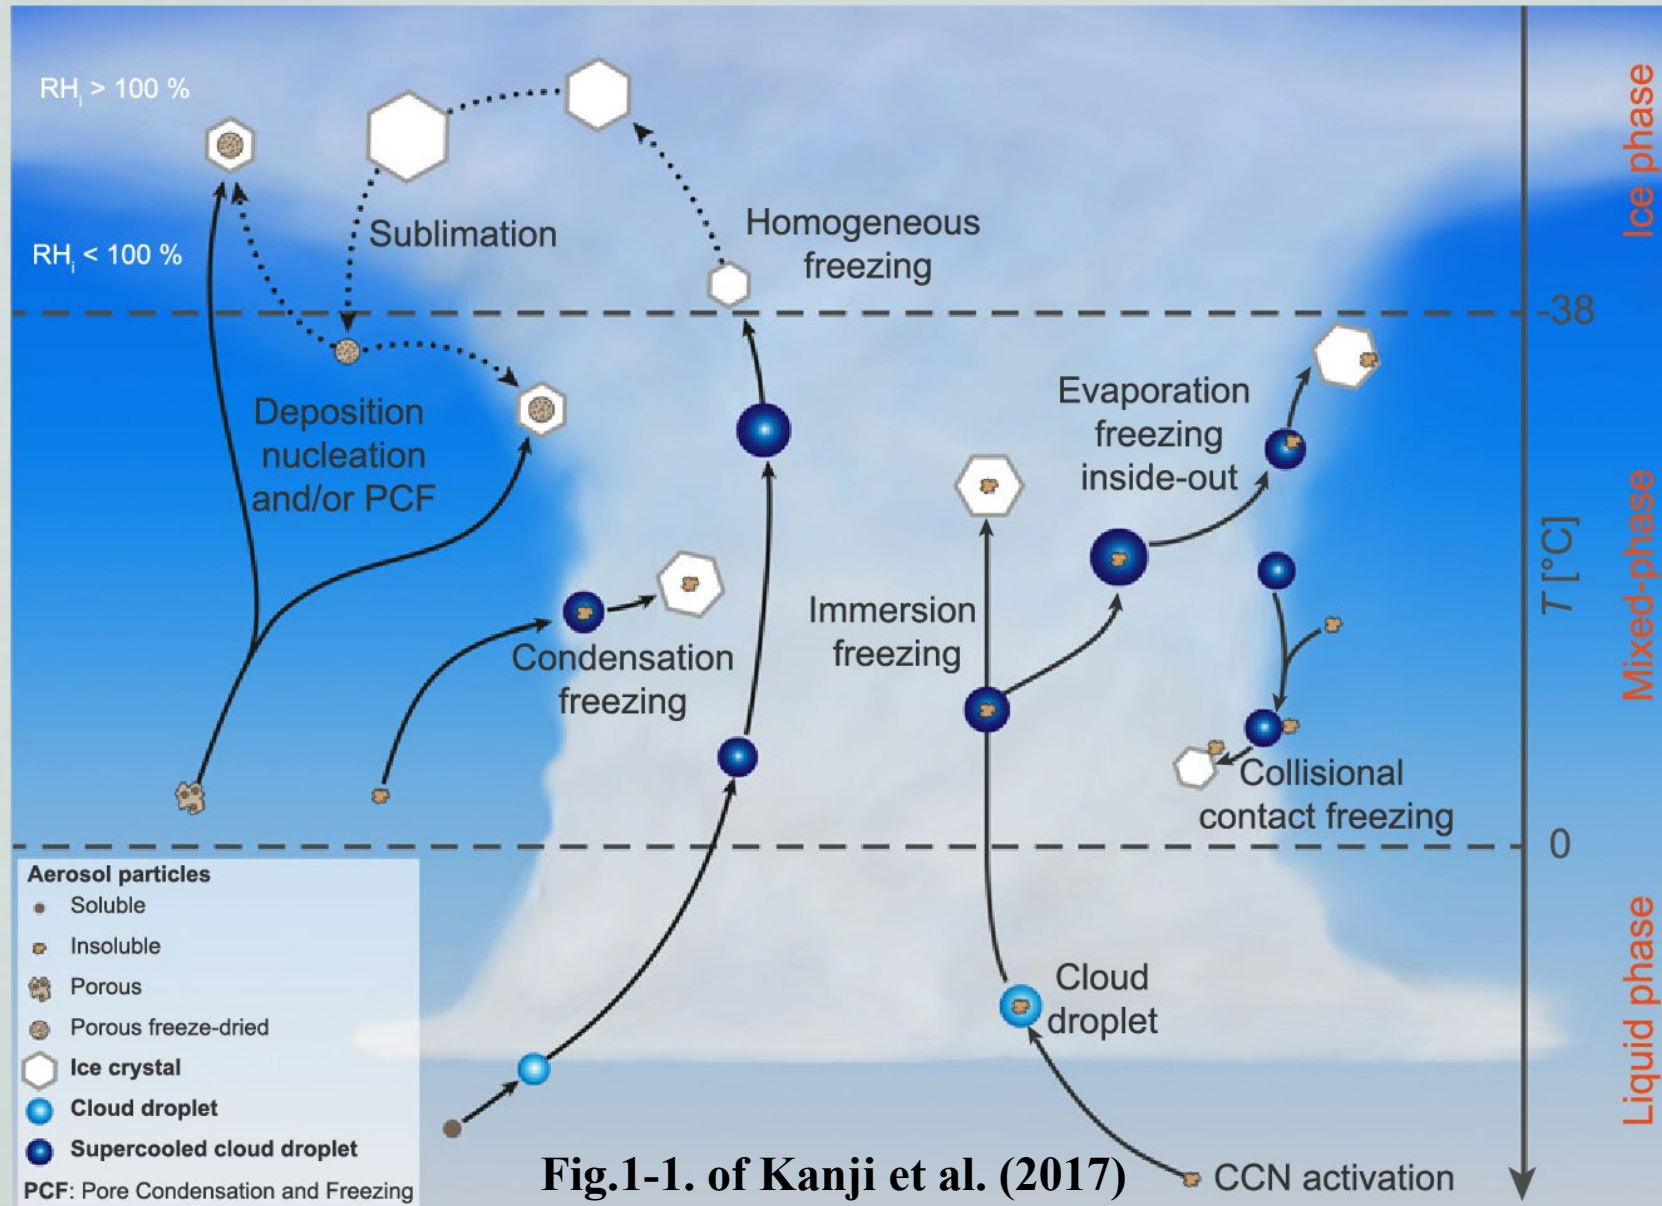 RHi > 100 %
RHi < 100 %
Sublimation
Homogeneous
freezing
Deposition
nucleation
and/or PCF
Condensation
freezing
Immersion
freezing
Evaporation
freezing
inside-out
Collisional
contact freezing
Cloud
droplet
CCN activation
-38
0
T [°C]
Ice phase
Mixed-phase
Liquid phase
Aerosol particles
Soluble
Insoluble
Porous
Porous freeze-dried
Ice crystal
Cloud droplet
Supercooled cloud droplet
PCF: Pore Condensation and Freezing
Fig.1-1. of Kanji et al. (2017)